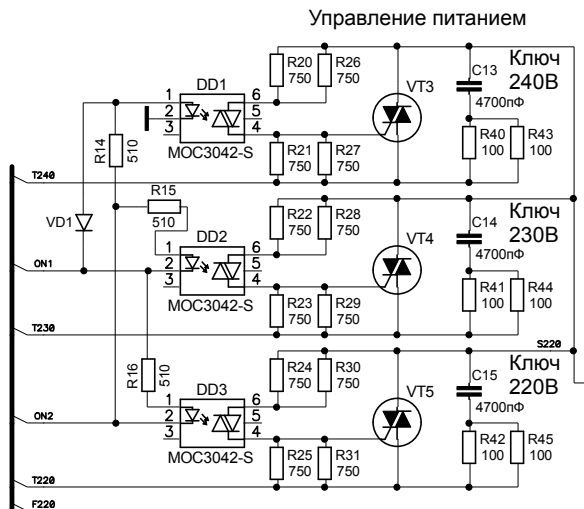 Управление питанием
R20 750
R26 750
C13
4700пФ
Ключ 240В
DD1
1
2
3
6
5
4
MOC3042-S
VT3
R14 510
R21 750
R27 750
R40 100
R43 100
T240
VD1
R15 510
R22 750
R28 750
C14
4700пФ
Ключ 230В
DD2
1
2
3
6
5
4
MOC3042-S
VT4
ON1
R23 750
R29 750
R41 100
R44 100
T230
S220
R16 510
R24 750
R30 750
C15
4700пФ
Ключ 220В
DD3
1
2
3
6
5
4
MOC3042-S
VT5
ON2
R25 750
R31 750
R42 100
R45 100
T220
F220